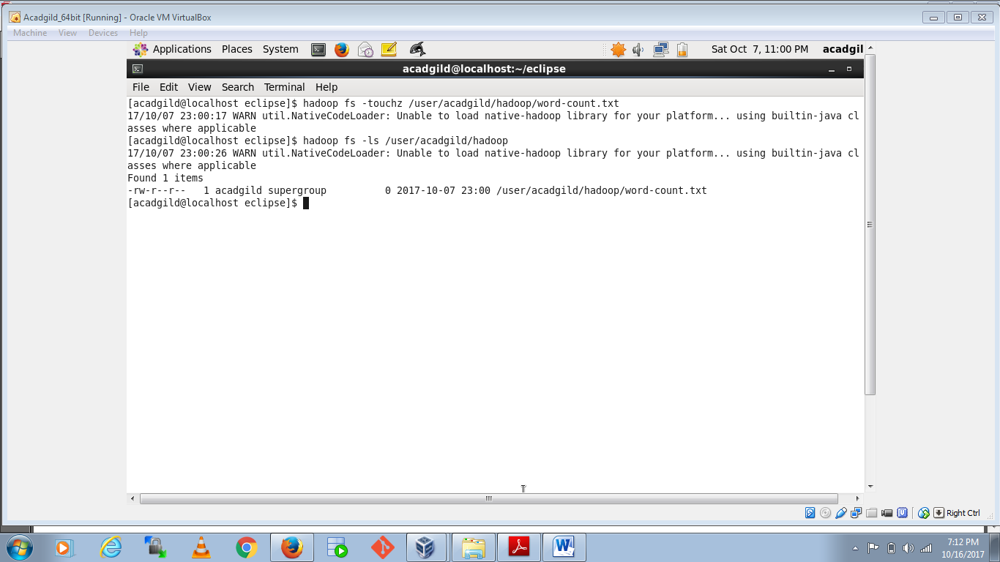 Acadgild_64bit [Running] - Oracle VM VirtualBox
Machine View Devices Help
Applications Places System Sat Oct 7, 11:00 PM acadgil
acadgild@localhost:~/eclipse
File Edit View Search Terminal Help
[acadgild@localhost eclipse]$ hadoop fs -touchz /user/acadgild/hadoop/word-count.txt
17/10/07 23:00:17 WARN util.NativeCodeLoader: Unable to load native-hadoop library for your platform... using builtin-java cl
asses where applicable
[acadgild@localhost eclipse]$ hadoop fs -ls /user/acadgild/hadoop
17/10/07 23:00:26 WARN util.NativeCodeLoader: Unable to load native-hadoop library for your platform... using builtin-java cl
asses where applicable
Found 1 items
-rw-r--r--   1 acadgild supergroup          0 2017-10-07 23:00 /user/acadgild/hadoop/word-count.txt
[acadgild@localhost eclipse]$
Right Ctrl
7:12 PM
10/16/2017